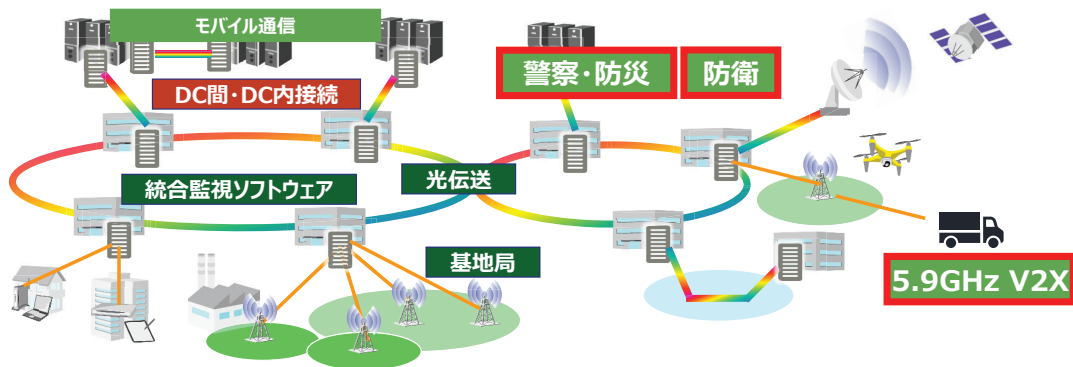 モバイル通信
警察・防災
防衛
DC間・DC内接続
統合監視ソフトウェア
光伝送
基地局
5.9GHz V2X